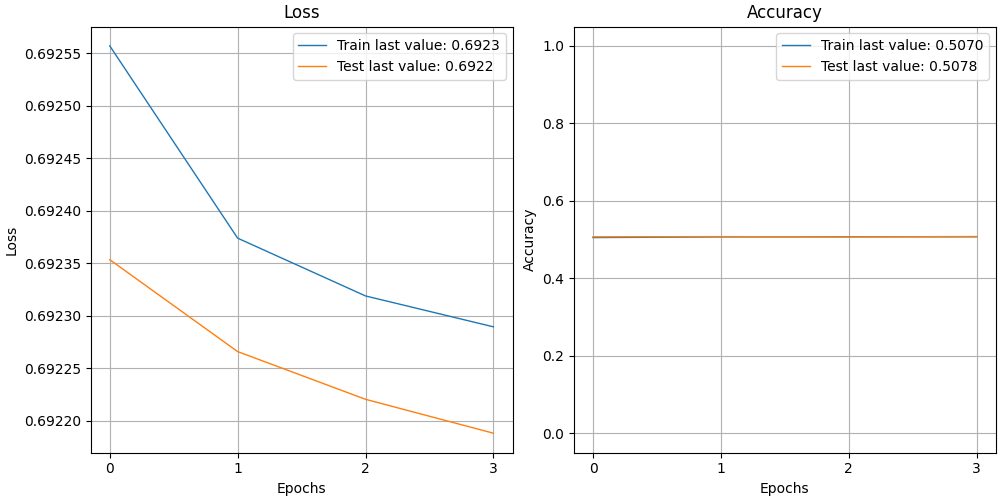 Loss
Train last value: 0.6923
Test last value: 0.6922
0.69255
0.69250
0.69245
0.69240
0.69235
0.69230
0.69225
0.69220
Loss
0 1 2 3
Epochs
Accuracy
Train last value: 0.5070
Test last value: 0.5078
1.0
0.8
0.6
0.4
0.2
0.0
Accuracy
0 1 2 3
Epochs